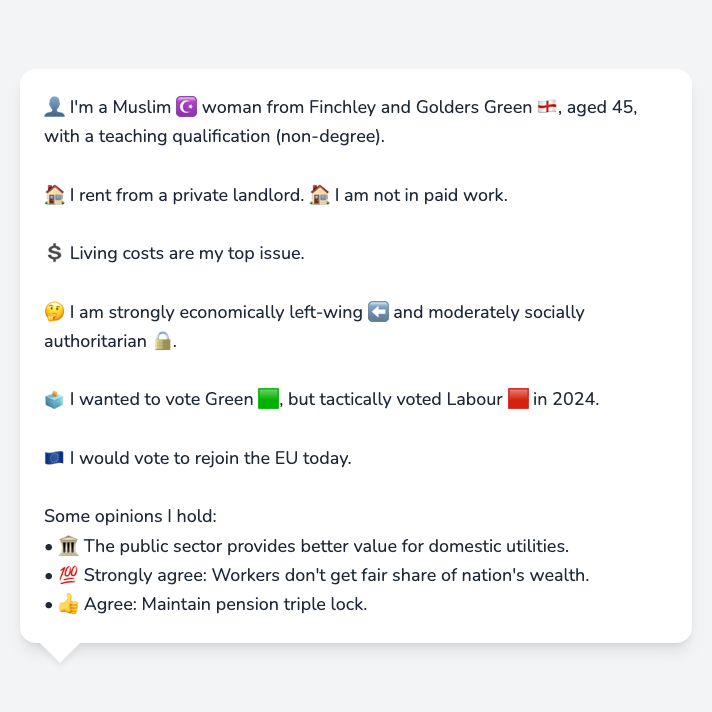 👤 I'm a Muslim ☪️ woman from Finchley and Golders Green 🏴󠁧󠁢󠁥󠁮󠁧󠁿, aged 45,
with a teaching qualification (non-degree).
🏠 I rent from a private landlord. 🏠 I am not in paid work.
💲 Living costs are my top issue.
🤔 I am strongly economically left-wing ⬅️ and moderately socially
authoritarian 🔒.
🗳️ I wanted to vote Green 🟩, but tactically voted Labour 🟥 in 2024.
🇪🇺 I would vote to rejoin the EU today.
Some opinions I hold:
• 🏛️ The public sector provides better value for domestic utilities.
• 💯 Strongly agree: Workers don't get fair share of nation's wealth.
• 👍 Agree: Maintain pension triple lock.